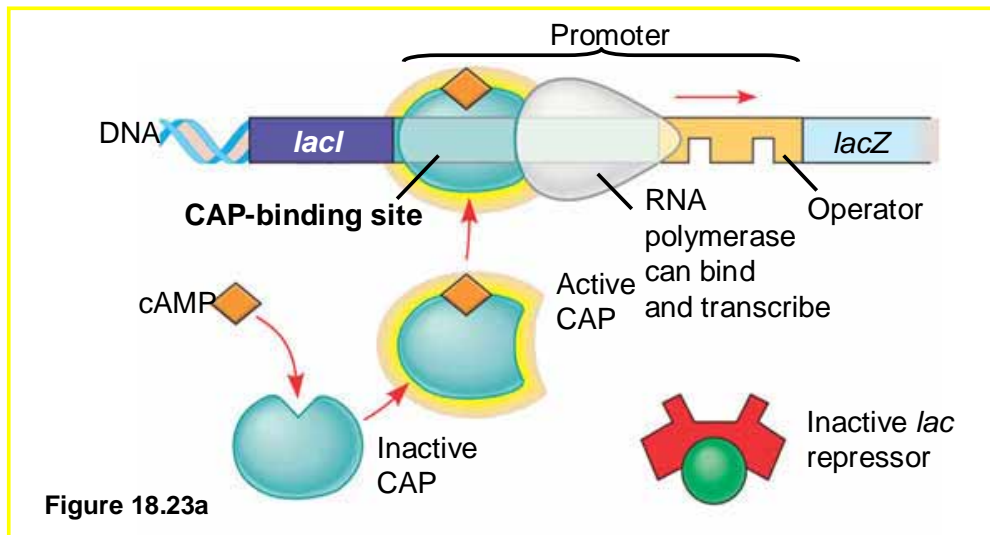 Promoter
DNA
lacI
lacZ
CAP-binding site
RNA
polymerase
can bind
and transcribe
Operator
cAMP
Active
CAP
Inactive
CAP
Inactive lac
repressor
Figure 18.23a